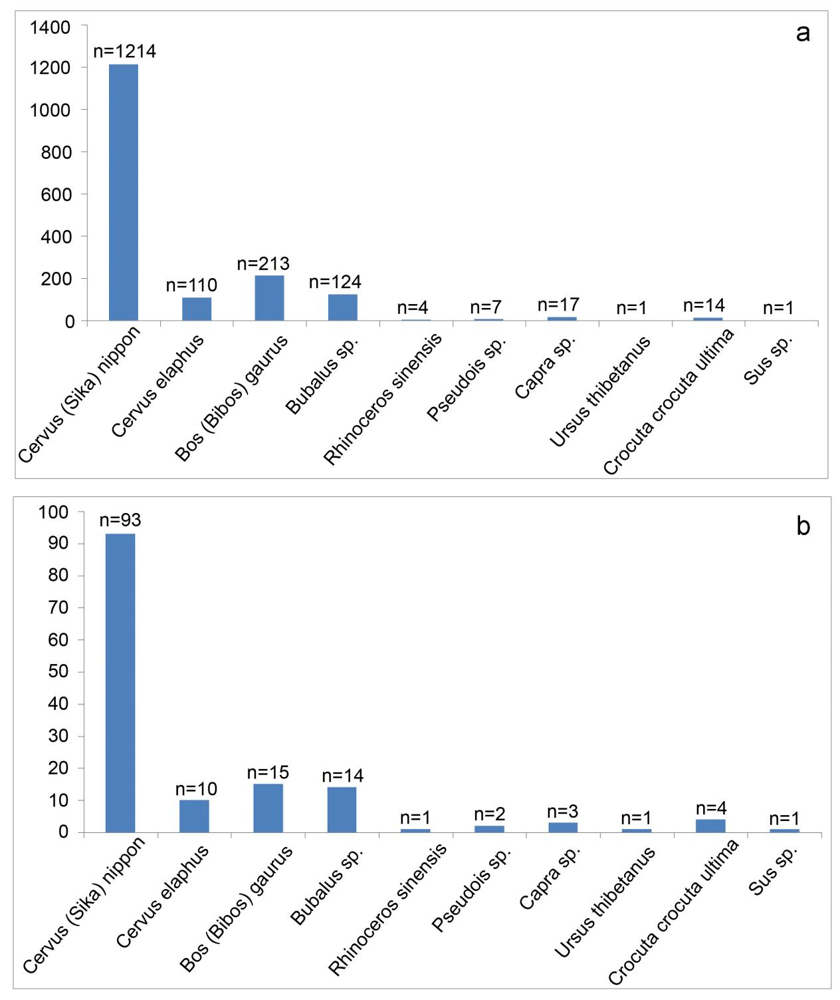 a
1400
1200
1000
800
600
400
200
0
n=1214
n=110
n=213
n=124
n=4
n=7
n=17
n=1
n=14
n=1
Cervus (Sika) nippon
Cervus elaphus
Bos (Bibos) gaurus
Bubalus sp.
Rhinoceros sinensis
Pseudois sp.
Capra sp.
Ursus thibetanus
Crocuta crocuta ultima
Sus sp.
b
100
90
80
70
60
50
40
30
20
10
0
n=93
n=10
n=15
n=14
n=1
n=2
n=3
n=1
n=4
n=1
Cervus (Sika) nippon
Cervus elaphus
Bos (Bibos) gaurus
Bubalus sp.
Rhinoceros sinensis
Pseudois sp.
Capra sp.
Ursus thibetanus
Crocuta crocuta ultima
Sus sp.